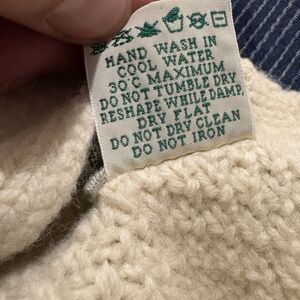 HAND WASH IN
COOL WATER
30°C MAXIMUM
DO NOT TUMBLE DRY
RESHAPE WHILE DAMP.
DRY FLAT
DO NOT DRY CLEAN
DO NOT IRON